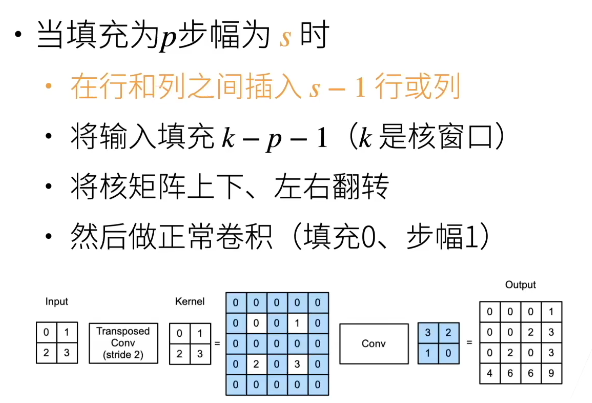 • 当填充为p步幅为 s 时
• 在行和列之间插入 s − 1 行或列
• 将输入填充 k − p − 1（k 是核窗口）
• 将核矩阵上下、左右翻转
• 然后做正常卷积（填充0、步幅1）
Input
0 1
2 3
Transposed
Conv
(stride 2)
Kernel
0 1
2 3
=
0 0 0 0 0
0 0 0 1 0
0 0 0 0 0
0 2 0 3 0
0 0 0 0 0
Conv
3 2
1 0
=
Output
0 0 0 1
0 0 2 3
0 2 0 3
4 6 6 9